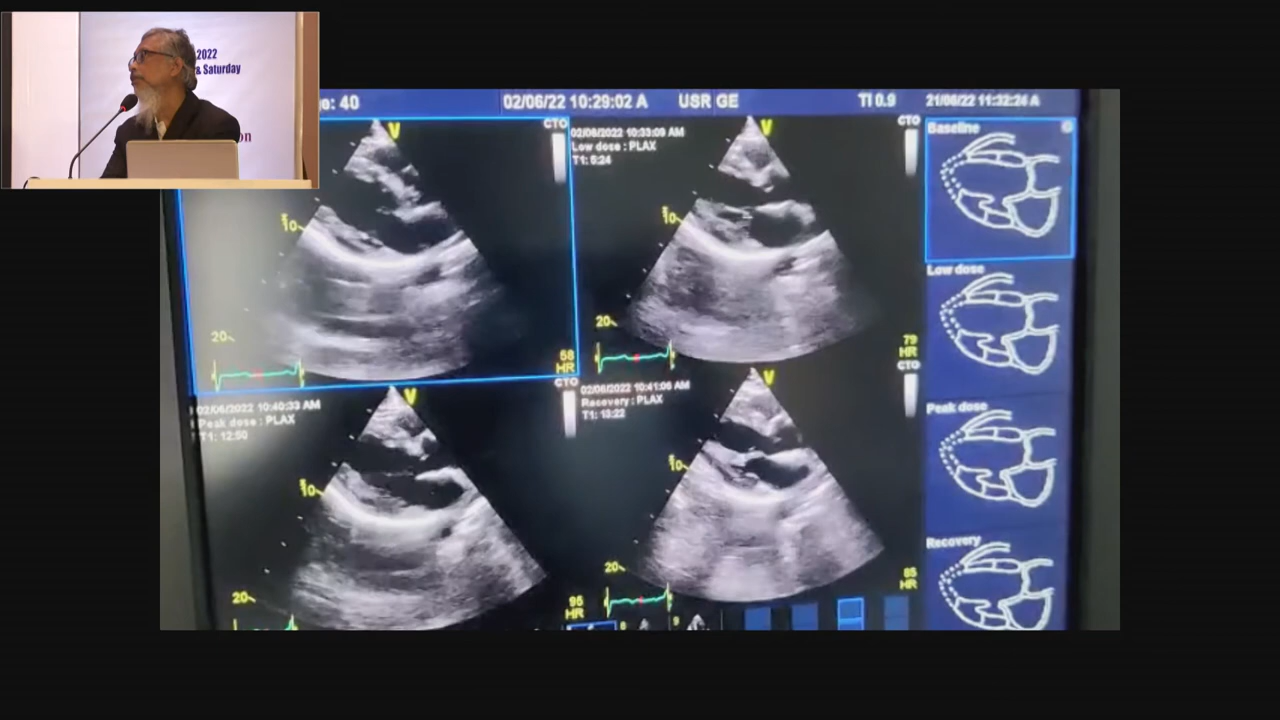 2022
& Saturday
on
e: 40
02/06/22 10:29:02 A
USR GE
TI 0.9
21/06/22 11:32:24 A
V
CTO
10
20
58
HR
02/06/2022 10:33:09 AM
Low dose : PLAX
T1: 5:24
V
CTO
10
20
79
HR
02/06/2022 10:40:33 AM
Peak dose : PLAX
T1: 12:50
V
CTO
10
20
95
HR
02/06/2022 10:41:06 AM
Recovery : PLAX
T1: 13:22
V
CTO
10
20
85
HR
8
9
Baseline
Low dose
Peak dose
Recovery